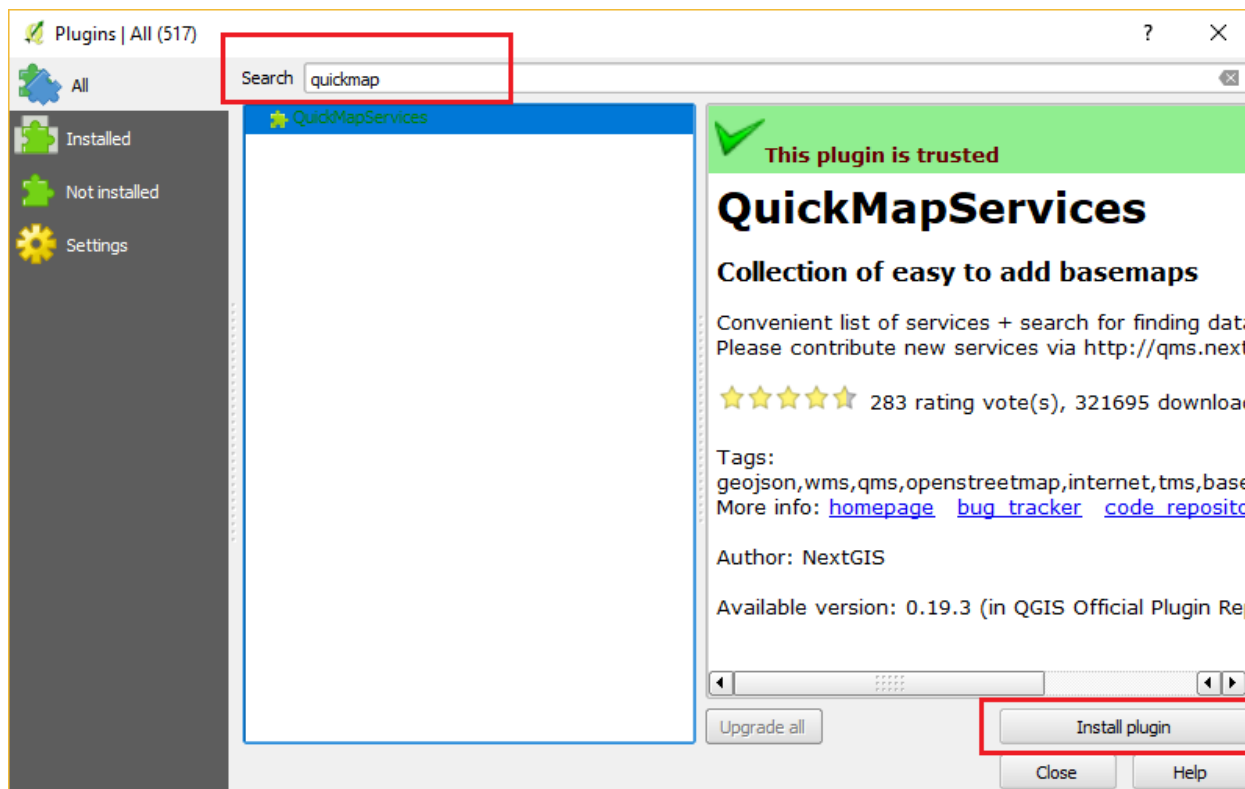 Plugins | All (517)
?
All
Search quickmap
Installed
Not installed
Settings
QuickMapServices
This plugin is trusted
QuickMapServices
Collection of easy to add basemaps
Convenient list of services + search for finding data
Please contribute new services via http://qms.next
283 rating vote(s), 321695 downloa
Tags:
geojson,wms,qms,openstreetmap,internet,tms,base
More info: homepage bug tracker code reposito
Author: NextGIS
Available version: 0.19.3 (in QGIS Official Plugin Re
Upgrade all
Install plugin
Close
Help